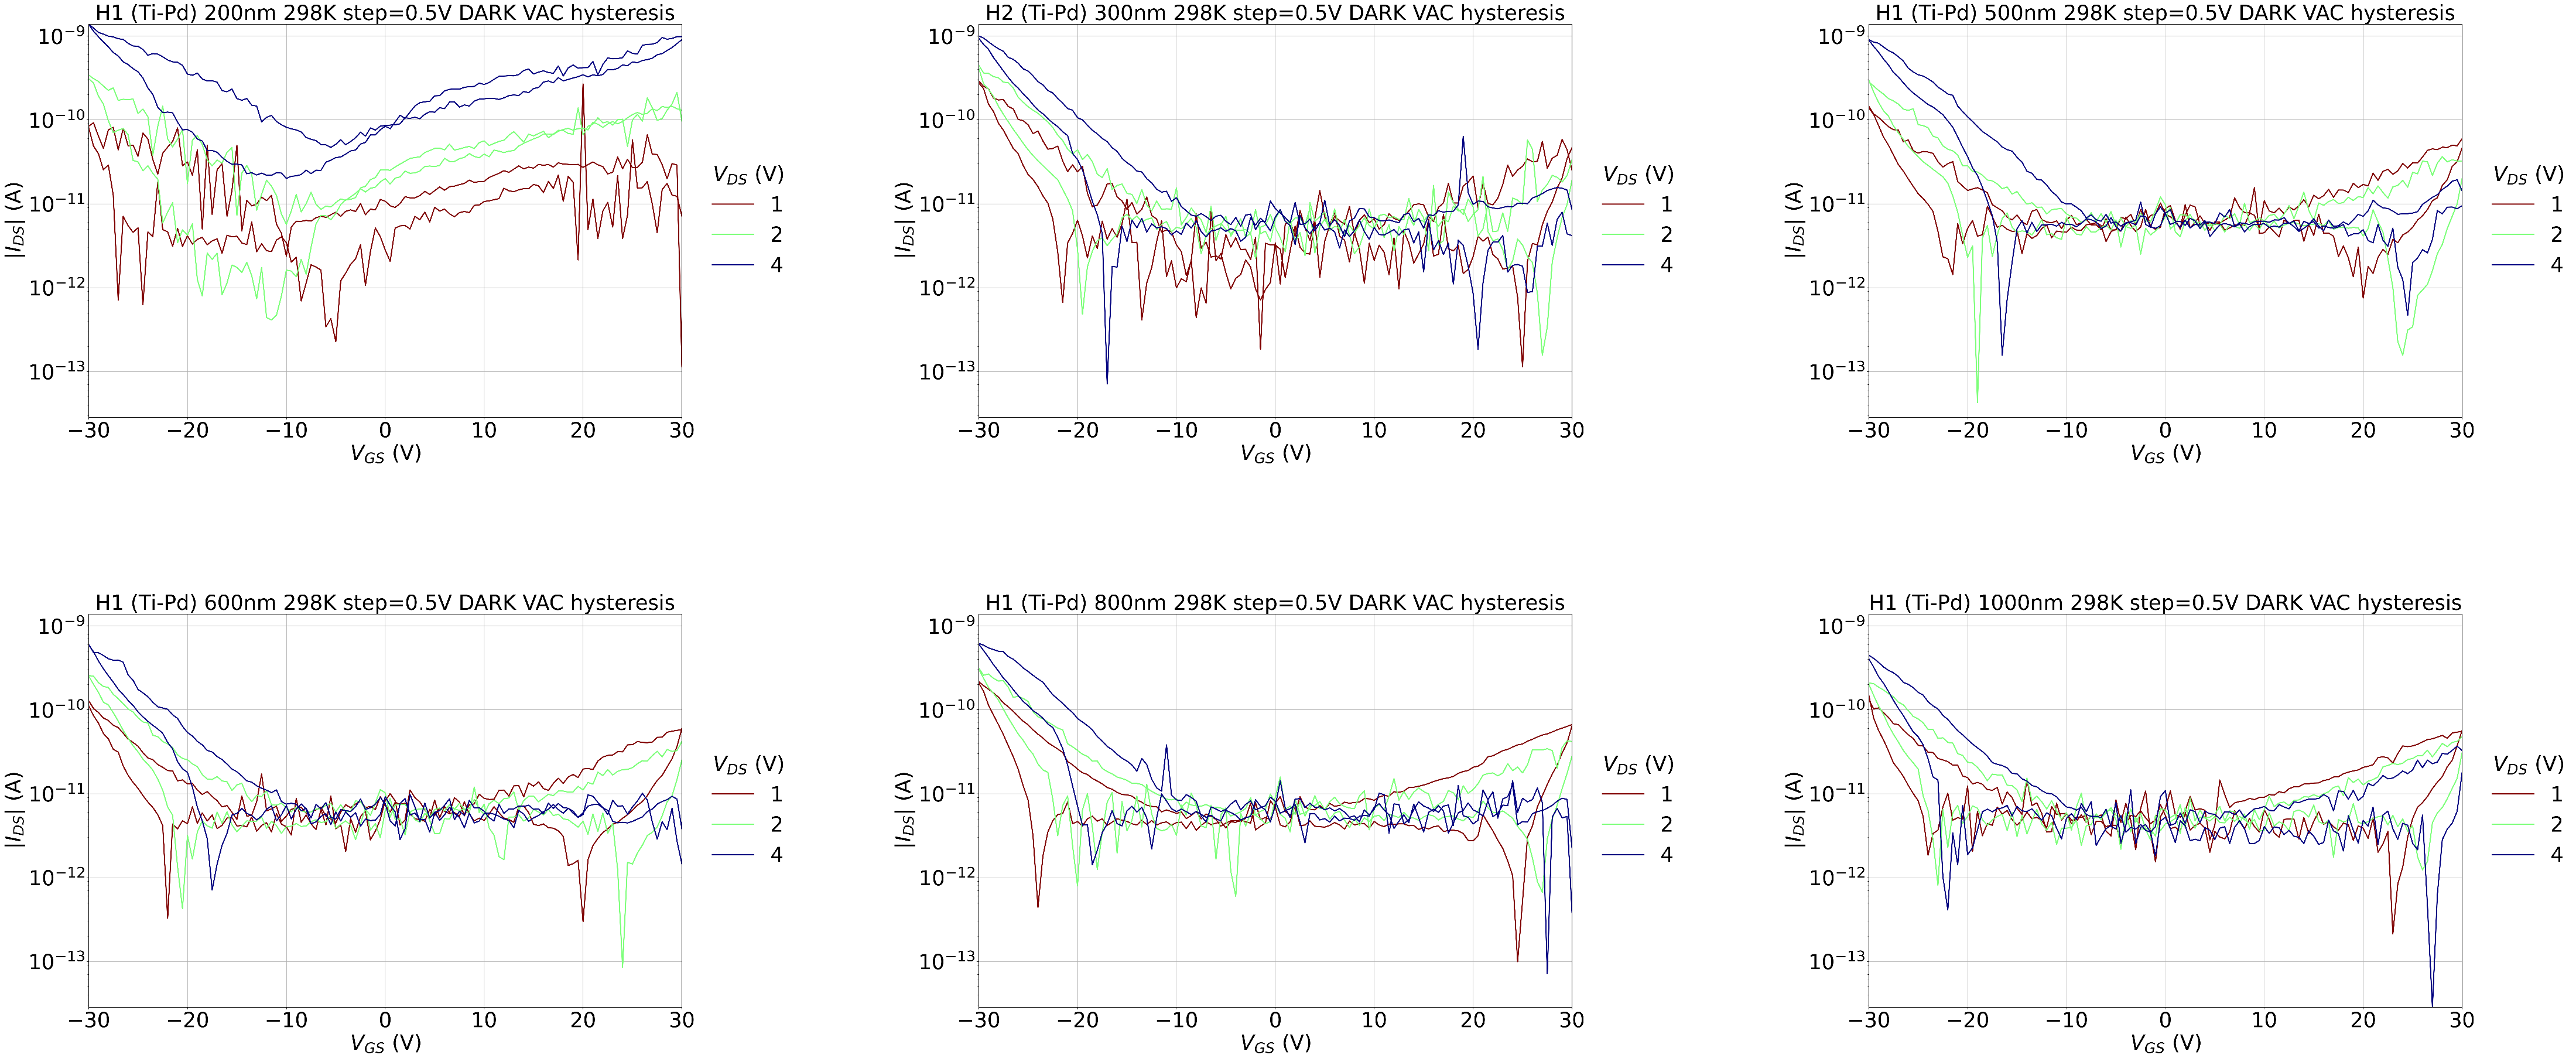 H1 (Ti-Pd) 200nm 298K step=0.5V DARK VAC hysteresis
10⁻⁹
10⁻¹⁰
10⁻¹¹
10⁻¹²
10⁻¹³
|I_DS| (A)
−30 −20 −10 0 10 20 30
V_GS (V)
V_DS (V)
1
2
4
H2 (Ti-Pd) 300nm 298K step=0.5V DARK VAC hysteresis
10⁻⁹
10⁻¹⁰
10⁻¹¹
10⁻¹²
10⁻¹³
|I_DS| (A)
−30 −20 −10 0 10 20 30
V_GS (V)
V_DS (V)
1
2
4
H1 (Ti-Pd) 500nm 298K step=0.5V DARK VAC hysteresis
10⁻⁹
10⁻¹⁰
10⁻¹¹
10⁻¹²
10⁻¹³
|I_DS| (A)
−30 −20 −10 0 10 20 30
V_GS (V)
V_DS (V)
1
2
4
H1 (Ti-Pd) 600nm 298K step=0.5V DARK VAC hysteresis
10⁻⁹
10⁻¹⁰
10⁻¹¹
10⁻¹²
10⁻¹³
|I_DS| (A)
−30 −20 −10 0 10 20 30
V_GS (V)
V_DS (V)
1
2
4
H1 (Ti-Pd) 800nm 298K step=0.5V DARK VAC hysteresis
10⁻⁹
10⁻¹⁰
10⁻¹¹
10⁻¹²
10⁻¹³
|I_DS| (A)
−30 −20 −10 0 10 20 30
V_GS (V)
V_DS (V)
1
2
4
H1 (Ti-Pd) 1000nm 298K step=0.5V DARK VAC hysteresis
10⁻⁹
10⁻¹⁰
10⁻¹¹
10⁻¹²
10⁻¹³
|I_DS| (A)
−30 −20 −10 0 10 20 30
V_GS (V)
V_DS (V)
1
2
4